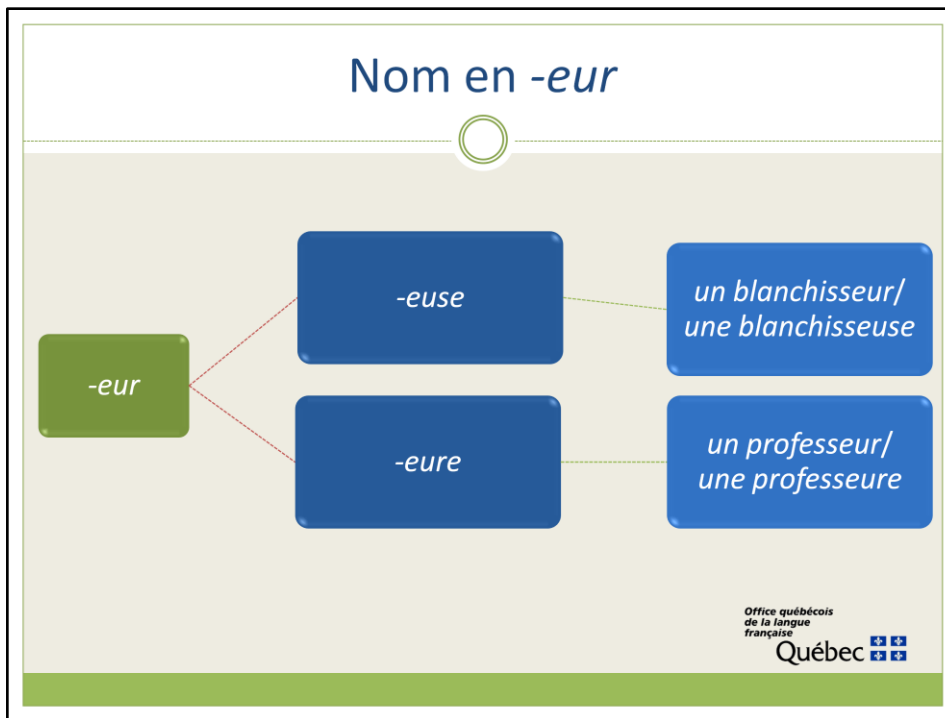 Nom en -eur
-eur
-euse
un blanchisseur/
une blanchisseuse
-eure
un professeur/
une professeure
Office québécois
de la langue
française
Québec